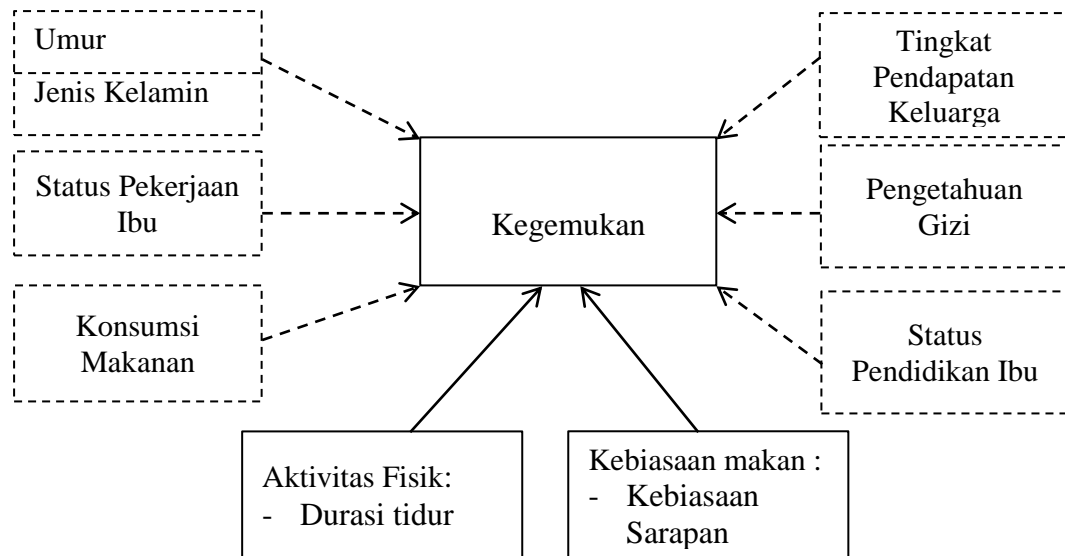 Umur
Jenis Kelamin
Status Pekerjaan
Ibu
Konsumsi
Makanan
Kegemukan
Tingkat
Pendapatan
Keluarga
Pengetahuan
Gizi
Status
Pendidikan Ibu
Aktivitas Fisik:
- Durasi tidur
Kebiasaan makan :
- Kebiasaan
Sarapan